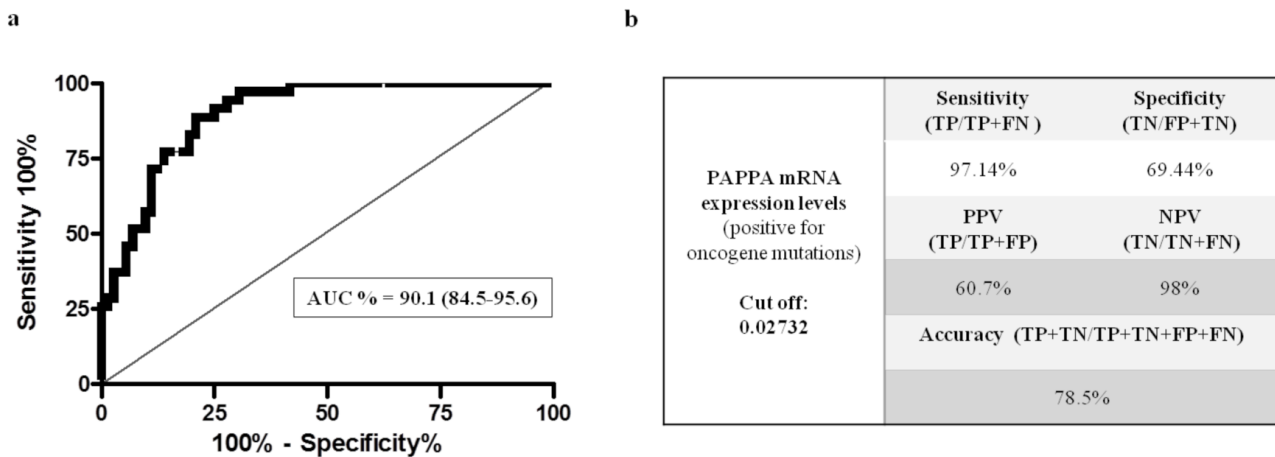 a
b
Sensitivity 100%
100
75
50
25
0
AUC % = 90.1 (84.5-95.6)
0
25
50
75
100
100% - Specificity%
PAPPA mRNA
expression levels
(positive for
oncogene mutations)
Cut off:
0.02732
Sensitivity
(TP/TP+FN )
Specificity
(TN/FP+TN)
97.14%
69.44%
PPV
(TP/TP+FP)
NPV
(TN/TN+FN)
60.7%
98%
Accuracy (TP+TN/TP+TN+FP+FN)
78.5%